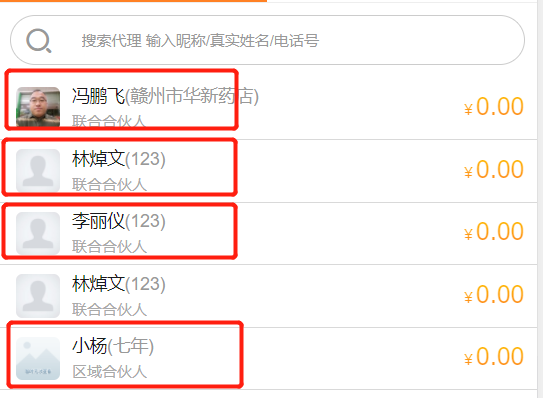 搜索代理 输入昵称/真实姓名/电话号
冯鹏飞(赣州市华新药店)
联合合伙人
¥0.00
林焯文(123)
联合合伙人
¥0.00
李丽仪(123)
联合合伙人
¥0.00
林焯文(123)
联合合伙人
¥0.00
小杨(七年)
区域合伙人
¥0.00